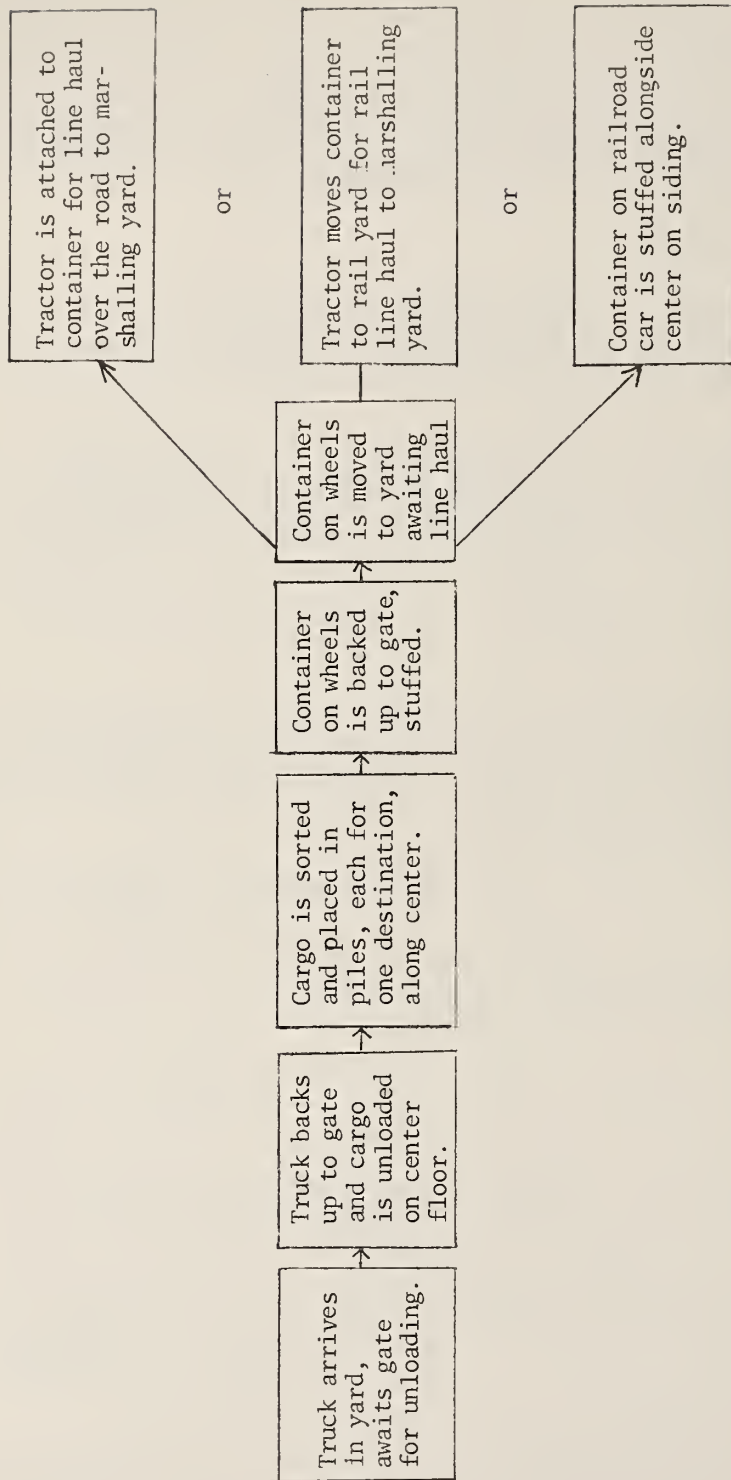 Truck arrives
in yard,
awaits gate
for unloading.
Truck backs
up to gate
and cargo
is unloaded
on center
floor.
Cargo is sorted
and placed in
piles, each for
one destination,
along center.
Container
on wheels
is backed
up to gate,
stuffed.
Container
on wheels
is moved
to yard
awaiting
line haul
Tractor is attached to
container for line haul
over the road to mar-
shalling yard.
or
Tractor moves container
to rail yard for rail
line haul to marshalling
yard.
or
Container on railroad
car is stuffed alongside
center on siding.